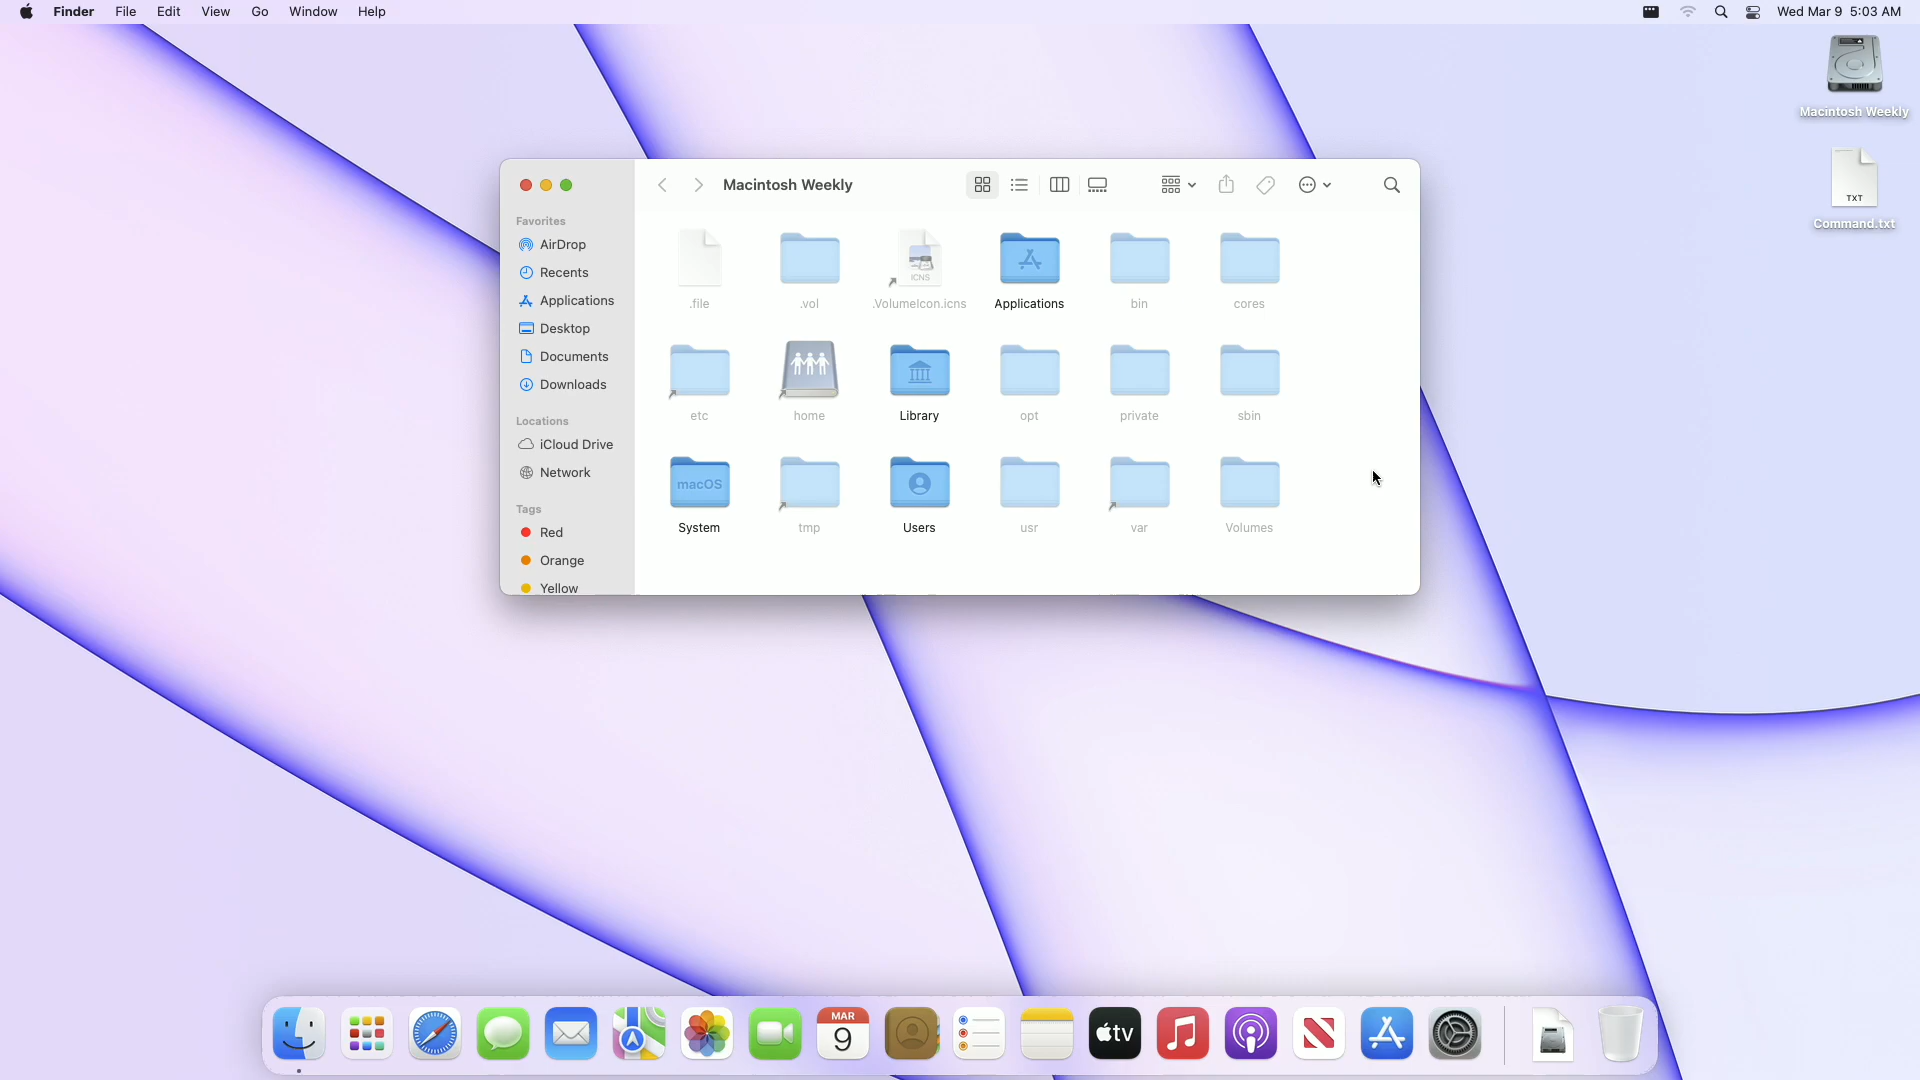 Finder File Edit View Go Window Help Wed Mar 9 5:03 AM
Macintosh Weekly
Command.txt
TXT
Macintosh Weekly
Favorites
AirDrop
Recents
Applications
Desktop
Documents
Downloads
Locations
iCloud Drive
Network
Tags
Red
Orange
Yellow
ICNS
.file .vol .VolumeIcon.icns Applications bin cores
etc home Library opt private sbin
macOS
System tmp Users usr var Volumes
MAR
9
tv